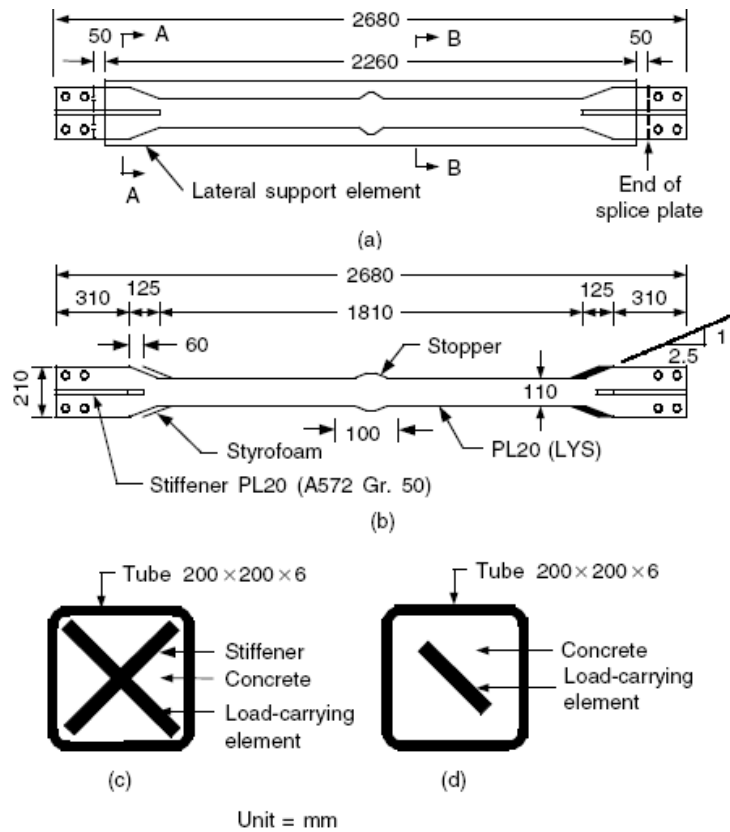 2680
50
A
B
50
2260
Lateral support element
A
B
End of
splice plate
(a)
2680
310
125
1810
125
310
60
Stopper
1
2.5
210
110
100
Styrofoam
PL20 (LYS)
Stiffener PL20 (A572 Gr. 50)
(b)
Tube 200×200×6
Stiffener
Concrete
Load-carrying
element
(c)
Tube 200×200×6
Concrete
Load-carrying
element
(d)
Unit = mm